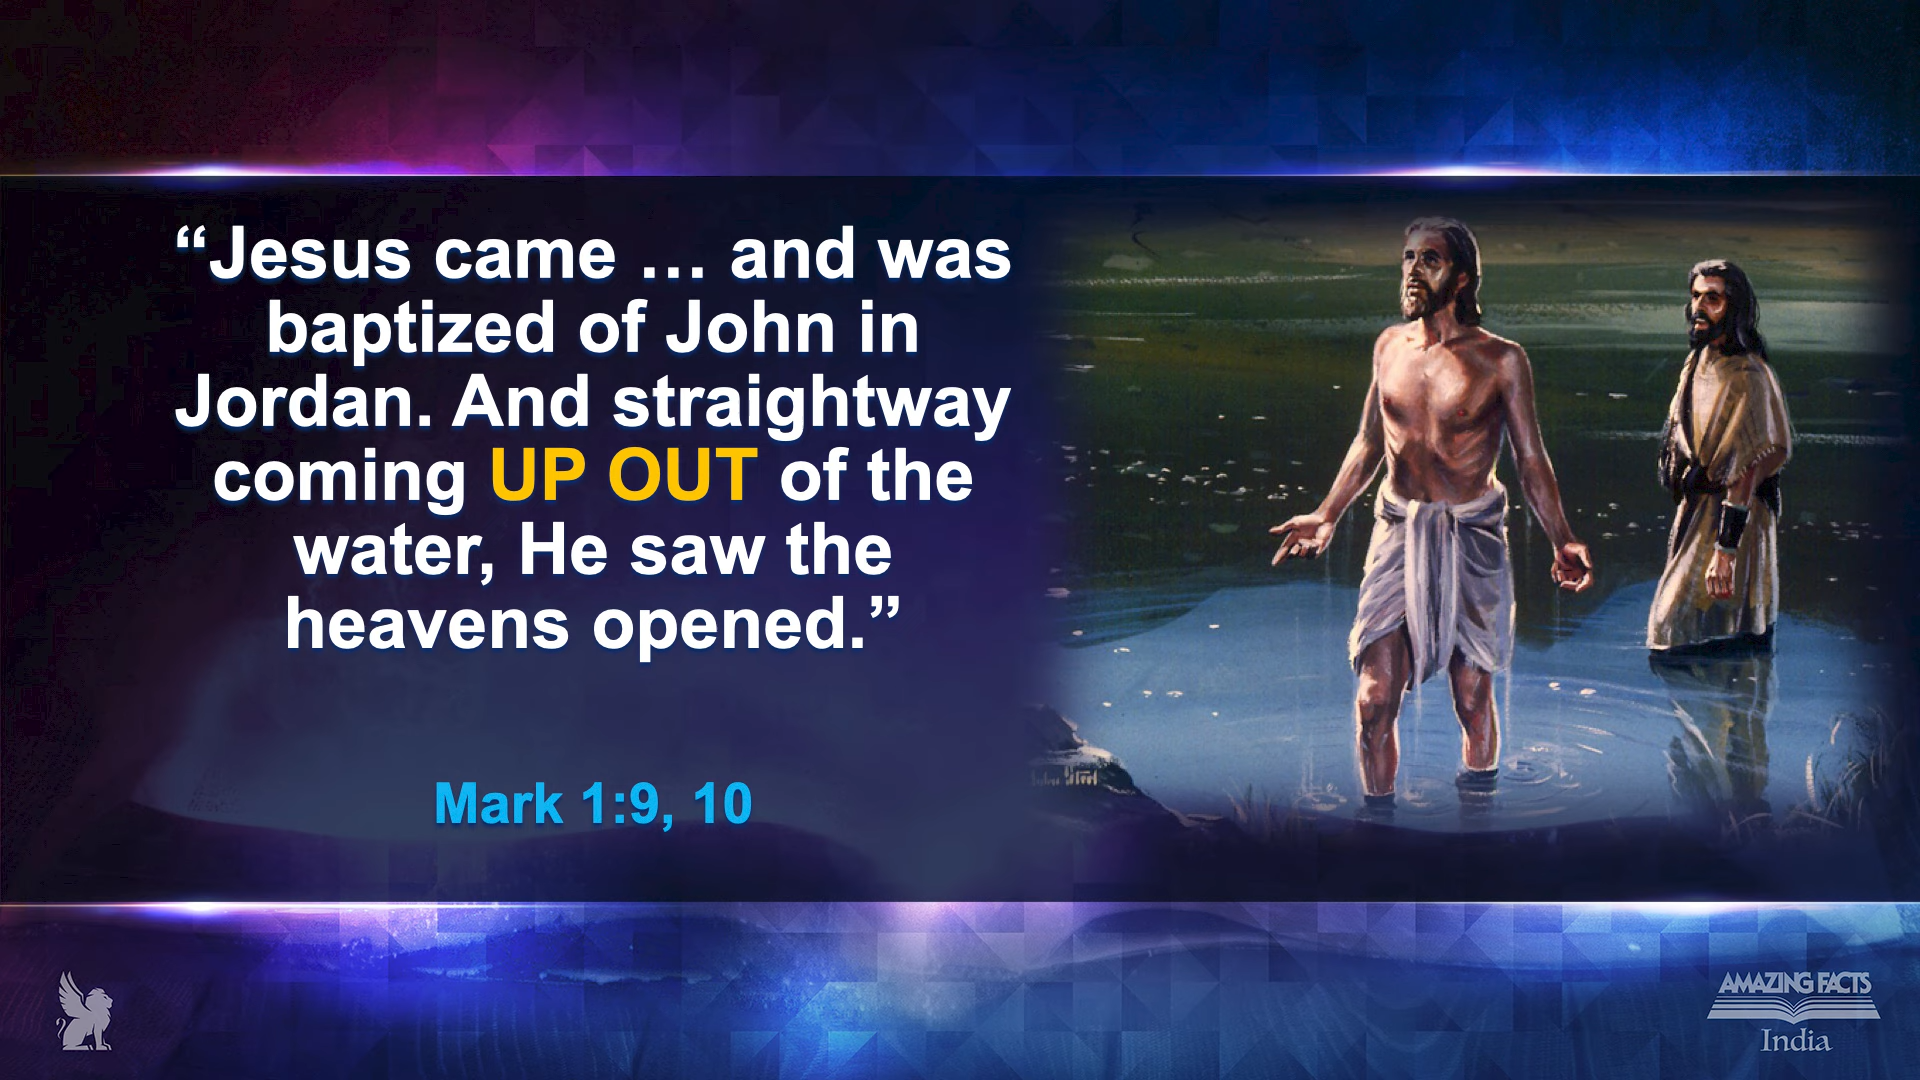 “Jesus came … and was
baptized of John in
Jordan. And straightway
coming UP OUT of the
water, He saw the
heavens opened.”
Mark 1:9, 10
AMAZING FACTS
India